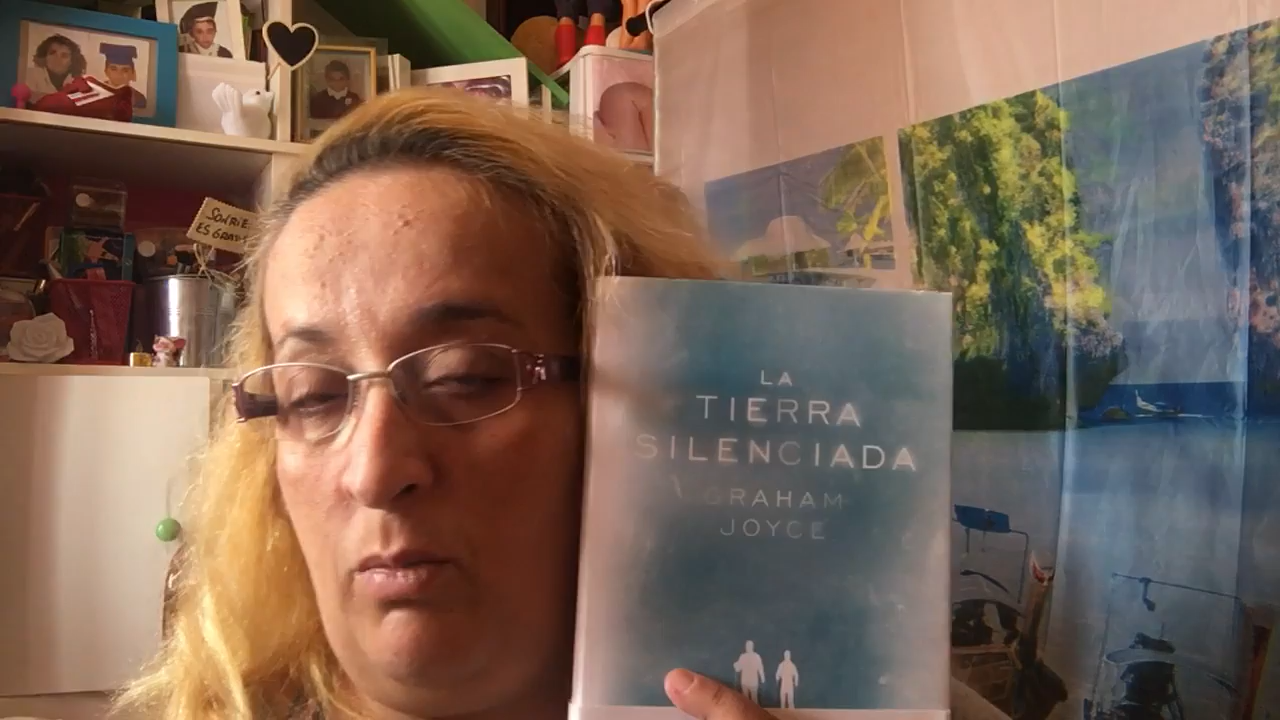 SONRIE
ES GRATIS
LA
TIERRA
SILENCIADA
GRAHAM
JOYCE